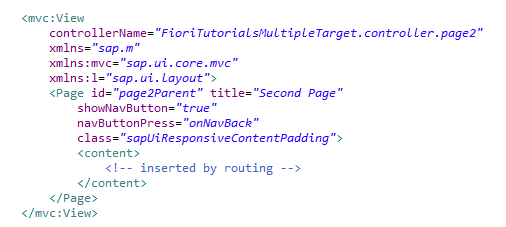 <mvc:View
controllerName="FioriTutorialsMultipleTarget.controller.page2"
xmlns="sap.m"
xmlns:mvc="sap.ui.core.mvc"
xmlns:l="sap.ui.layout">
<Page id="page2Parent" title="Second Page"
showNavButton="true"
navButtonPress="onNavBack"
class="sapUiResponsiveContentPadding">
<content>
<!-- inserted by routing -->
</content>
</Page>
</mvc:View>